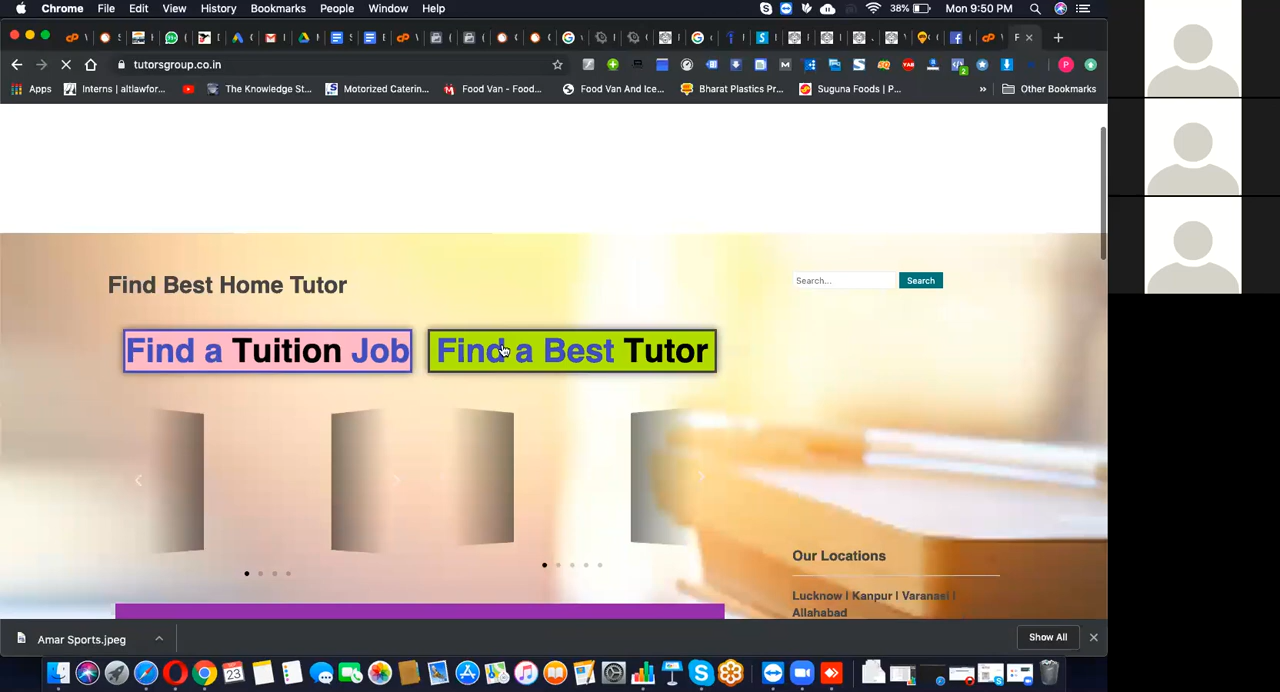 Chrome File Edit View History Bookmarks People Window Help 38% Mon 9:50 PM
tutorsgroup.co.in
Apps Interns | altlawfor... The Knowledge St... Motorized Caterin... Food Van - Food... Food Van And Ice... Bharat Plastics Pr... Suguna Foods | P... » Other Bookmarks
Find Best Home Tutor
Search... Search
Find a Tuition Job Find a Best Tutor
Our Locations
Lucknow | Kanpur | Varanasi |
Allahabad
Amar Sports.jpeg Show All